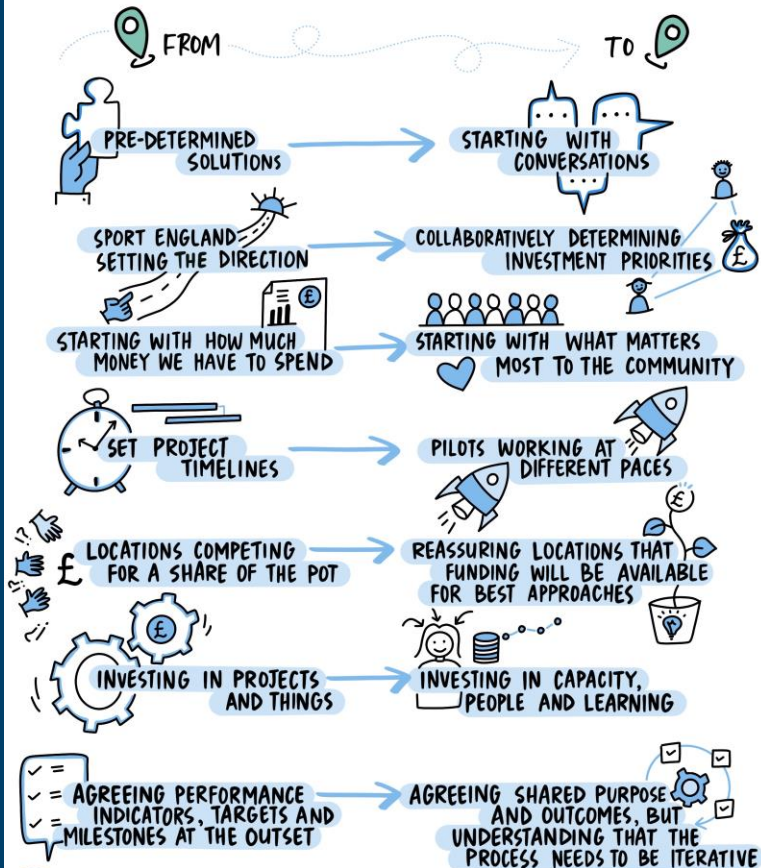 FROM
TO
PRE-DETERMINED
SOLUTIONS
STARTING WITH
CONVERSATIONS
SPORT ENGLAND
SETTING THE DIRECTION
COLLABORATIVELY DETERMINING
INVESTMENT PRIORITIES
£
£
STARTING WITH HOW MUCH
MONEY WE HAVE TO SPEND
STARTING WITH WHAT MATTERS
MOST TO THE COMMUNITY
SET PROJECT
TIMELINES
PILOTS WORKING AT
DIFFERENT PACES
£
£
LOCATIONS COMPETING
FOR A SHARE OF THE POT
REASSURING LOCATIONS THAT
FUNDING WILL BE AVAILABLE
FOR BEST APPROACHES
£
INVESTING IN PROJECTS
AND THINGS
INVESTING IN CAPACITY,
PEOPLE AND LEARNING
AGREEING PERFORMANCE
INDICATORS, TARGETS AND
MILESTONES AT THE OUTSET
AGREEING SHARED PURPOSE
AND OUTCOMES, BUT
UNDERSTANDING THAT THE
PROCESS NEEDS TO BE ITERATIVE